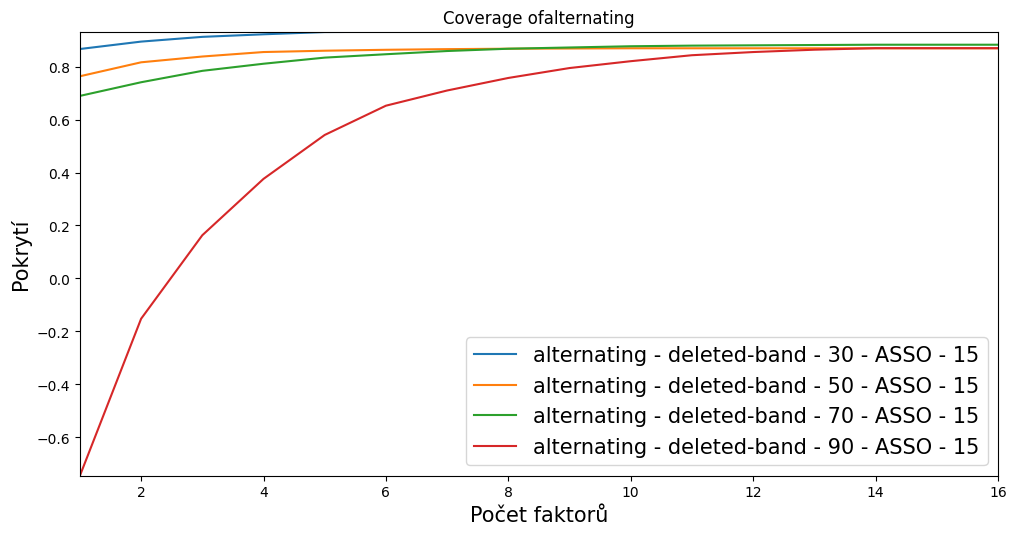 Coverage ofalternating
Pokrytí
0.8
0.6
0.4
0.2
0.0
−0.2
−0.4
−0.6
alternating - deleted-band - 30 - ASSO - 15
alternating - deleted-band - 50 - ASSO - 15
alternating - deleted-band - 70 - ASSO - 15
alternating - deleted-band - 90 - ASSO - 15
2 4 6 8 10 12 14 16
Počet faktorů